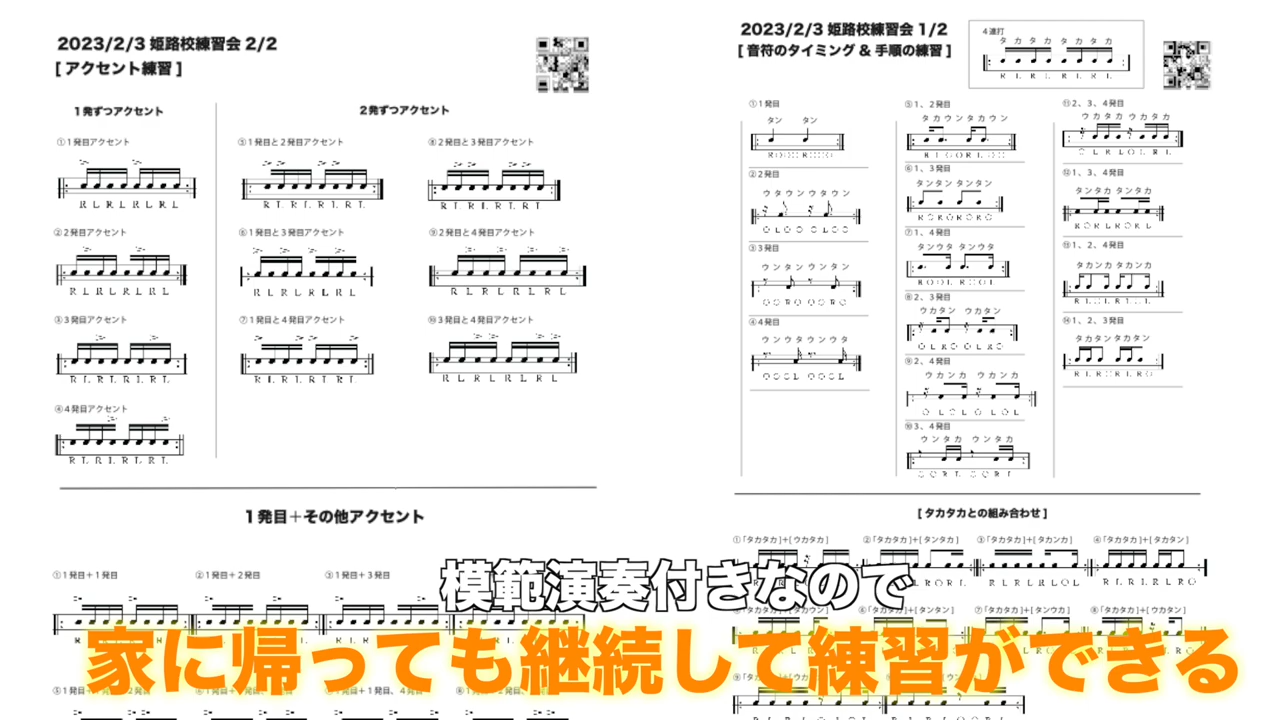 2023/2/3 姫路校練習会 2/2
[ アクセント練習 ]
1発ずつアクセント
①1発目アクセント
R L R L R L R L
②2発目アクセント
R L R L R L R L
③3発目アクセント
R L R L R L R L
④4発目アクセント
R L R L R L R L
2発ずつアクセント
⑤1発目と2発目アクセント
R L R L R L R L
⑥1発目と3発目アクセント
R L R L R L R L
⑦1発目と4発目アクセント
R L R L R L R L
⑧2発目と3発目アクセント
R L R L R L R L
⑨2発目と4発目アクセント
R L R L R L R L
⑩3発目と4発目アクセント
R L R L R L R L
1発目+その他アクセント
①1発目+1発目
②1発目+2発目
③1発目+3発目
2023/2/3 姫路校練習会 1/2
[ 音符のタイミング & 手順の練習 ]
4連打
タ カ タ カ タ カ タ カ
R L R L R L R L
①1発目
タン タン
②2発目
ウ タ ウ ン ウ タ ウ ン
③3発目
ウ ン タ ン ウ ン タ ン
④4発目
ウ ン ウ タ ウ ン ウ タ
⑤1、2発目
タ カ ウ ン タ カ ウ ン
⑥1、3発目
タンタン タンタン
⑦1、4発目
タンウタ タンウタ
⑧2、3発目
ウカタン ウカタン
⑨2、4発目
ウ カ ン カ ウ カ ン カ
⑩3、4発目
ウ ン タ カ ウ ン タ カ
⑪2、3、4発目
ウ カ タ カ ウ カ タ カ
⑫1、3、4発目
タンタカ タンタカ
⑬1、2、4発目
タカンカ タカンカ
⑭1、2、3発目
タカタン タカタン
[ タカタカとの組み合わせ ]
①「タカタカ」+[ ウカタカ ]
②「タカタカ」+[ タンタカ ]
③「タカタカ」+[ タカンカ ]
④「タカタカ」+[ タカタン ]
⑥「タカタカ」+[ タンタン ]
⑦「タカタカ」+[ タンウカ ]
⑧「タカタカ」+[ ウカタン ]
模範演奏付きなので
家に帰っても継続して練習ができる